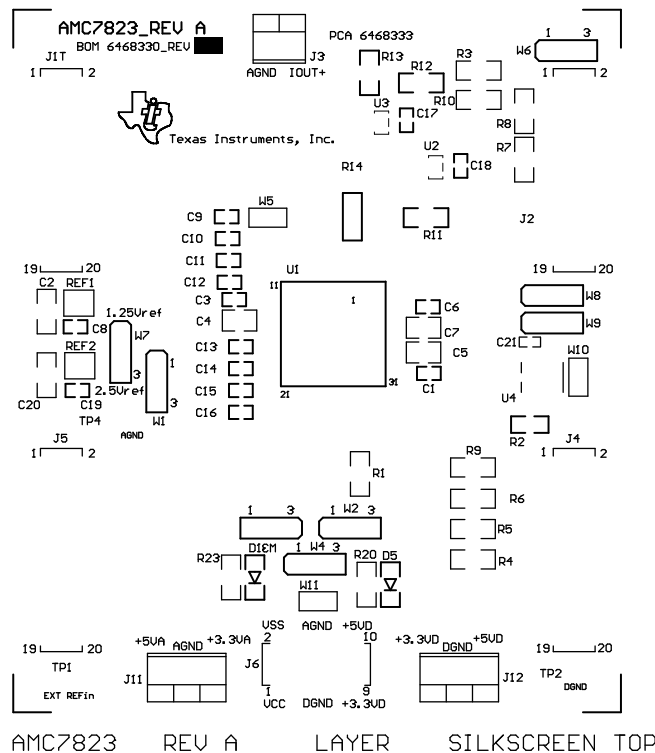 AMC7823_REV A
BOM 6468330_REV
J1T
1 2
J3
AGND IOUT+
PCA 6468333
R13
R12
R3
W6
1 3
1 2
R10
R8
U3
C17
R7
Texas Instruments, Inc.
U2
C18
R14
C9
W5
R11
J2
C10
C11
C12
U1
11
1
19 20
19 20
C2
REF1
C3
C6
W8
1.25Vref
C4
C7
W9
C8
W7
REF2
C13
C5
C21
W10
1
C14
3
2.5Vref
C15
C1
21
31
U4
C20
C19
TP4
W1
3
C16
AGND
R2
J5
1 2
J4
1 2
R9
R1
R6
1 3
W2
1 3
R5
R4
W4
1 3
R23
R20
D5
W11
VSS
AGND
+5VD
2
10
+5VA
AGND
+3.3VA
+3.3VD
DGND
+5VD
19 20
19 20
TP1
J11
J6
J12
TP2
EXT REFin
1
9
VCC
DGND
+3.3VD
DGND
AMC7823 REV A LAYER SILKSCREEN TOP